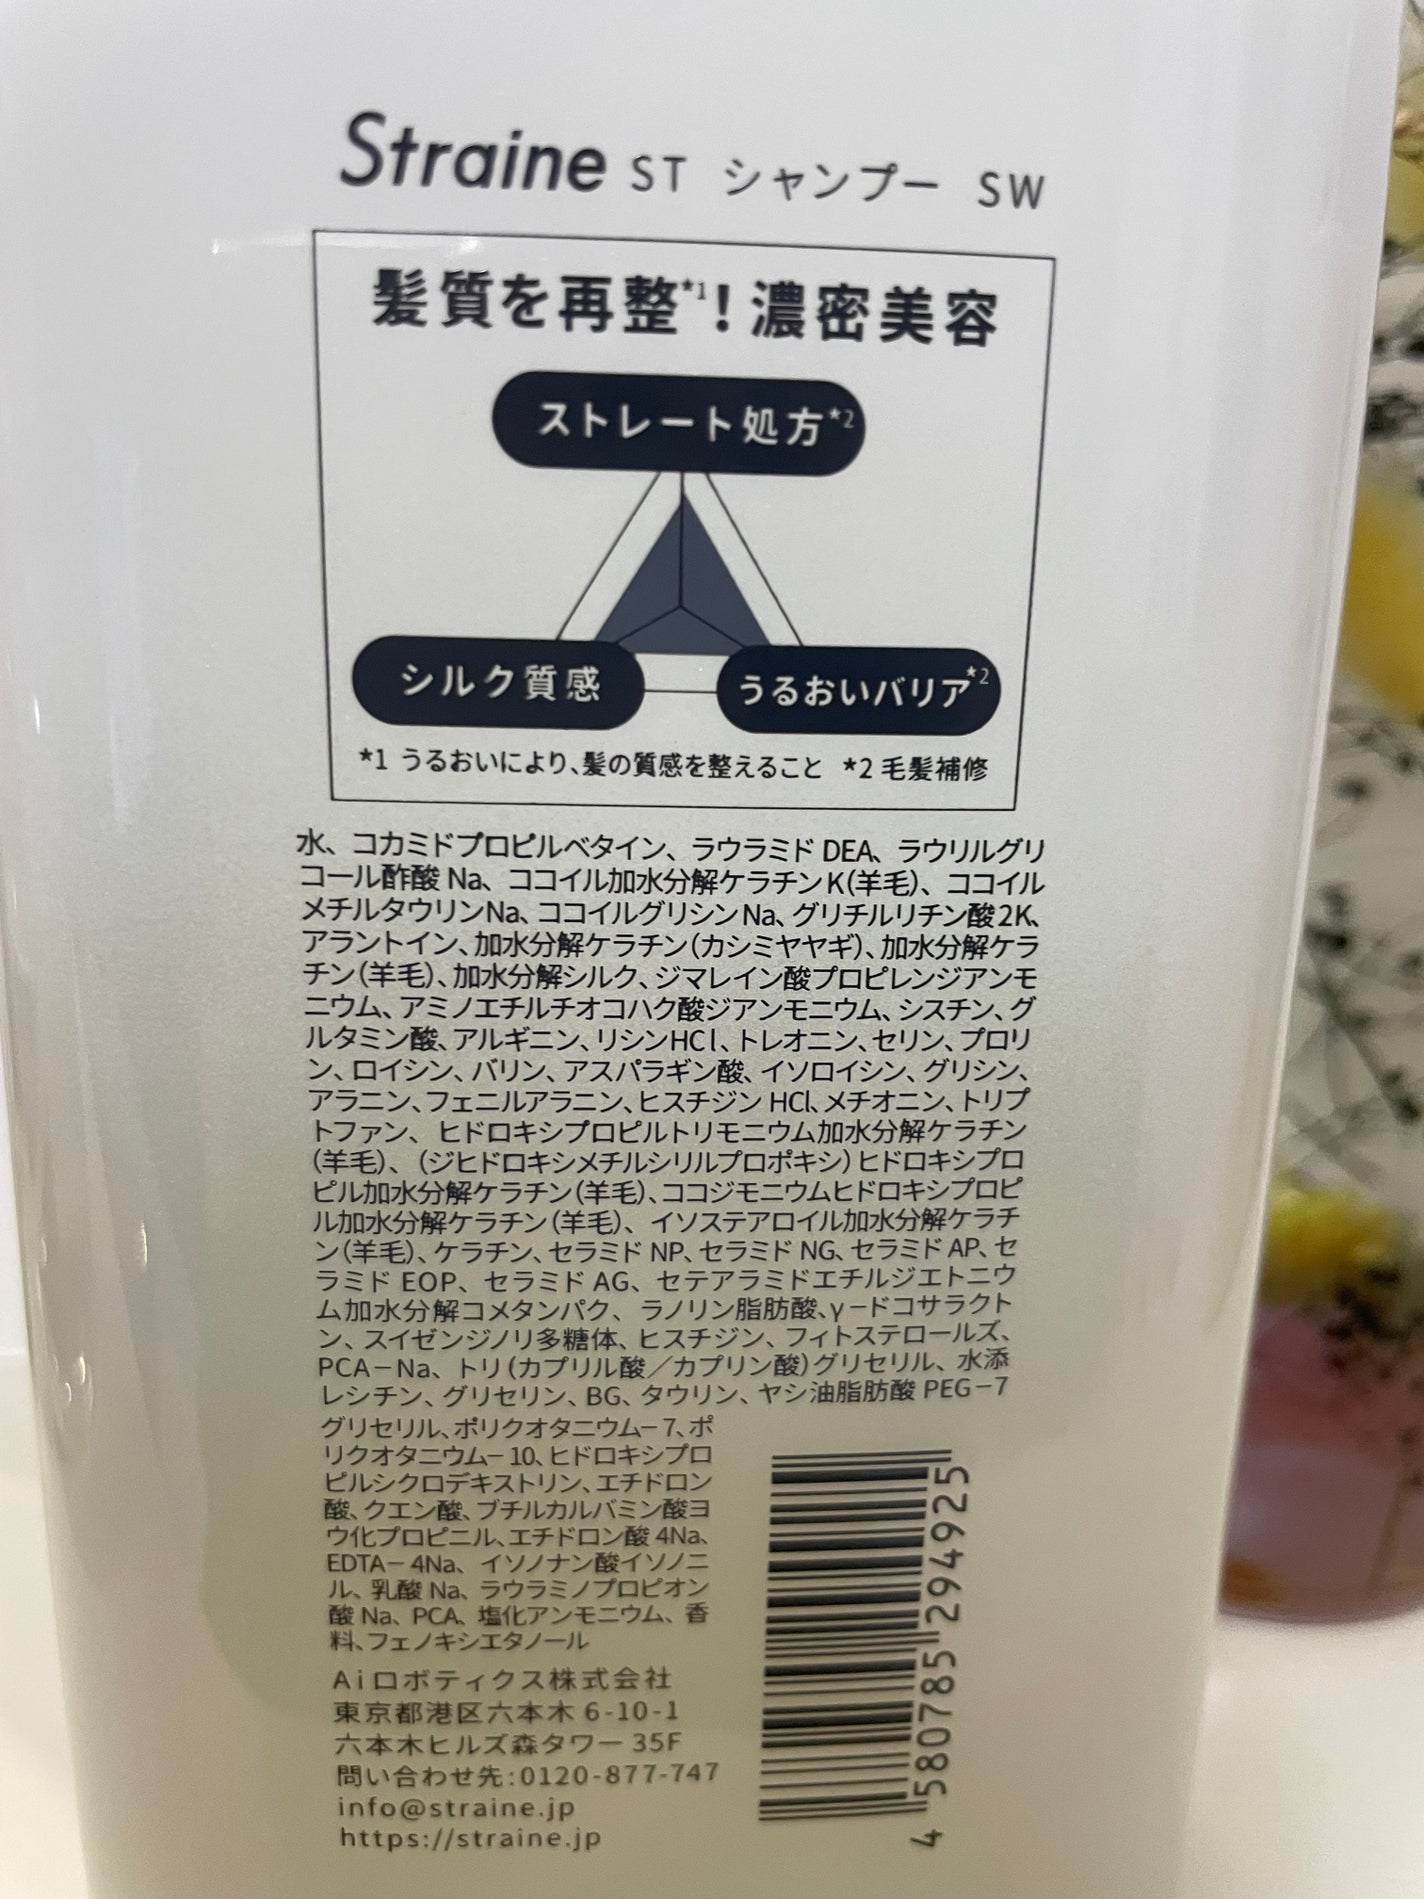 Straine ST シャンプー SW
髪質を再整*1！濃密美容
ストレート処方*2
シルク質感
うるおいバリア*2
*1 うるおいにより、髪の質感を整えること *2 毛髪補修
水、コカミドプロピルベタイン、ラウラミド DEA、ラウリルグリ
コール酢酸 Na、ココイル加水分解ケラチンK(羊毛)、ココイル
メチルタウリンNa、ココイルグリシンNa、グリチルリチン酸2K、
アラントイン、加水分解ケラチン(カシミヤヤギ)、加水分解ケラ
チン(羊毛)、加水分解シルク、ジマレイン酸プロピレンジアンモ
ニウム、アミノエチルチオコハク酸ジアンモニウム、シスチン、グ
ルタミン酸、アルギニン、リシンHCl、トレオニン、セリン、プロリ
ン、ロイシン、バリン、アスパラギン酸、イソロイシン、グリシン、
アラニン、フェニルアラニン、ヒスチジン HCl、メチオニン、トリプ
トファン、ヒドロキシプロピルトリモニウム加水分解ケラチン
(羊毛)、(ジヒドロキシメチルシリルプロポキシ)ヒドロキシプロ
ピル加水分解ケラチン(羊毛)、ココジモニウムヒドロキシプロピ
ル加水分解ケラチン(羊毛)、イソステアロイル加水分解ケラチ
ン(羊毛)、ケラチン、セラミド NP、セラミド NG、セラミド AP、セ
ラミド EOP、セラミド AG、セテアラミドエチルジエトニウ
ム加水分解コメタンパク、ラノリン脂肪酸、γードコサラクト
ン、スイゼンジノリ多糖体、ヒスチジン、フィトステロールズ、
PCA－Na、トリ(カプリル酸／カプリン酸)グリセリル、水添
レシチン、グリセリン、BG、タウリン、ヤシ油脂肪酸 PEG－7
グリセリル、ポリクオタニウム－7、ポ
リクオタニウム－10、ヒドロキシプロ
ピルシクロデキストリン、エチドロン
酸、クエン酸、ブチルカルバミン酸ヨ
ウ化プロピニル、エチドロン酸 4Na、
EDTA－4Na、イソノナン酸イソノニ
ル、乳酸 Na、ラウラミノプロピオン
酸 Na、PCA、塩化アンモニウム、香
料、フェノキシエタノール
Aiロボティクス株式会社
東京都港区六本木 6-10-1
六本木ヒルズ森タワー 35F
問い合わせ先:0120-877-747
info@straine.jp
https://straine.jp
4 580785 294925